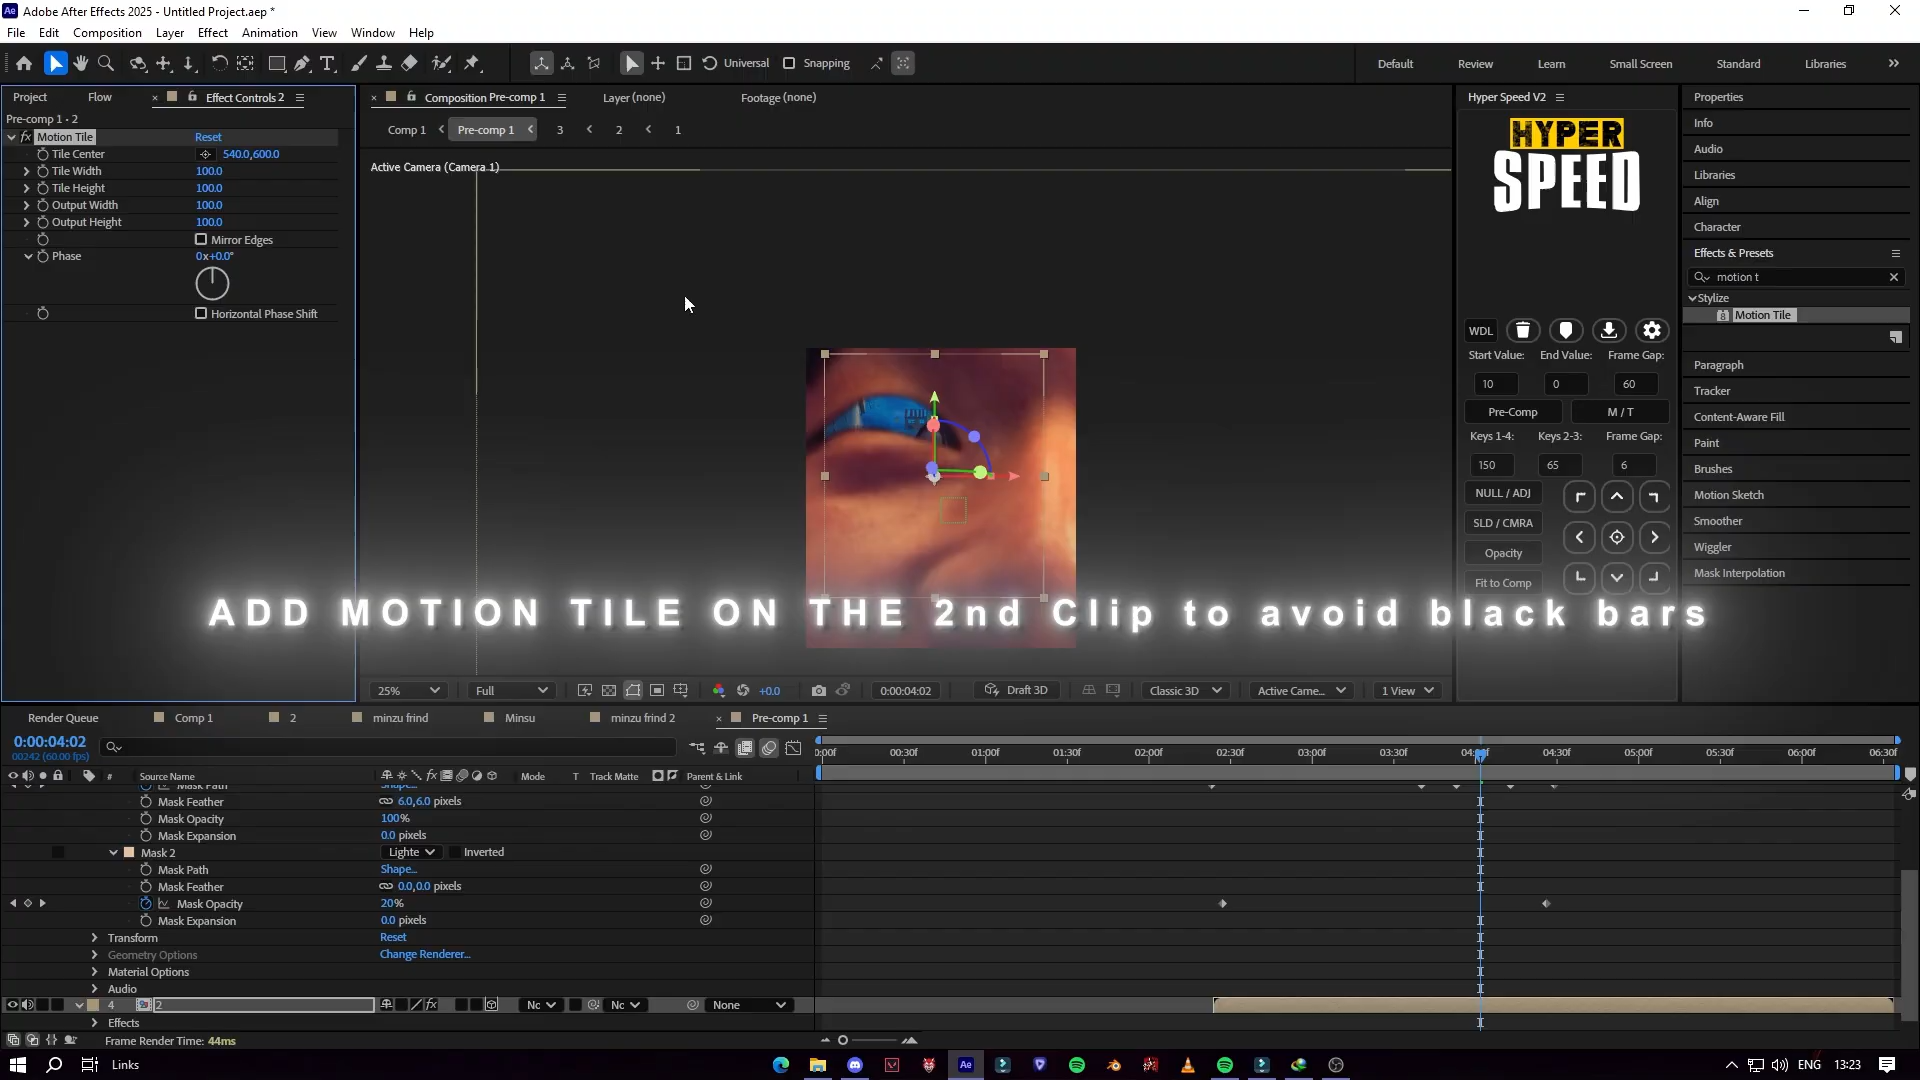 Adobe After Effects 2025 - Untitled Project.aep *
File Edit Composition Layer Effect Animation View Window Help
Universal Snapping Default Review Learn Small Screen Standard Libraries
Project Flow Effect Controls 2
Pre-comp 1 • 2
fx Motion Tile Reset
Tile Center 540.0,600.0
Tile Width 100.0
Tile Height 100.0
Output Width 100.0
Output Height 100.0
Mirror Edges
Phase 0x+0.0°
Horizontal Phase Shift
Composition Pre-comp 1 Layer (none) Footage (none)
Comp 1 Pre-comp 1 3 2 1
Active Camera (Camera 1)
ADD MOTION TILE ON THE 2nd Clip to avoid black bars
25% Full +0.0 0:00:04:02 Draft 3D Classic 3D Active Came... 1 View
Hyper Speed V2
HYPER
SPEED
WDL
Start Value: End Value: Frame Gap:
10 0 60
Pre-Comp M / T
Keys 1-4: Keys 2-3: Frame Gap:
150 65 6
NULL / ADJ
SLD / CMRA
Opacity
Fit to Comp
Properties
Info
Audio
Libraries
Align
Character
Effects & Presets
motion t
Stylize
Motion Tile
Paragraph
Tracker
Content-Aware Fill
Paint
Brushes
Motion Sketch
Smoother
Wiggler
Mask Interpolation
Render Queue Comp 1 2 minzu frind Minsu minzu frind 2 Pre-comp 1
0:00:04:02
00242 (60.00 fps)
:00f 00:30f 01:00f 01:30f 02:00f 02:30f 03:00f 03:30f 04:00f 04:30f 05:00f 05:30f 06:00f 06:30f
# Source Name Mode T Track Matte Parent & Link
Mask Path Shape...
Mask Feather 6.0,6.0 pixels
Mask Opacity 100%
Mask Expansion 0.0 pixels
Mask 2 Lighte Inverted
Mask Path Shape...
Mask Feather 0.0,0.0 pixels
Mask Opacity 20%
Mask Expansion 0.0 pixels
Transform Reset
Geometry Options Change Renderer...
Material Options
Audio
4 2 fx Nc Nc None
Effects
Frame Render Time: 44ms
Links ENG 13:23